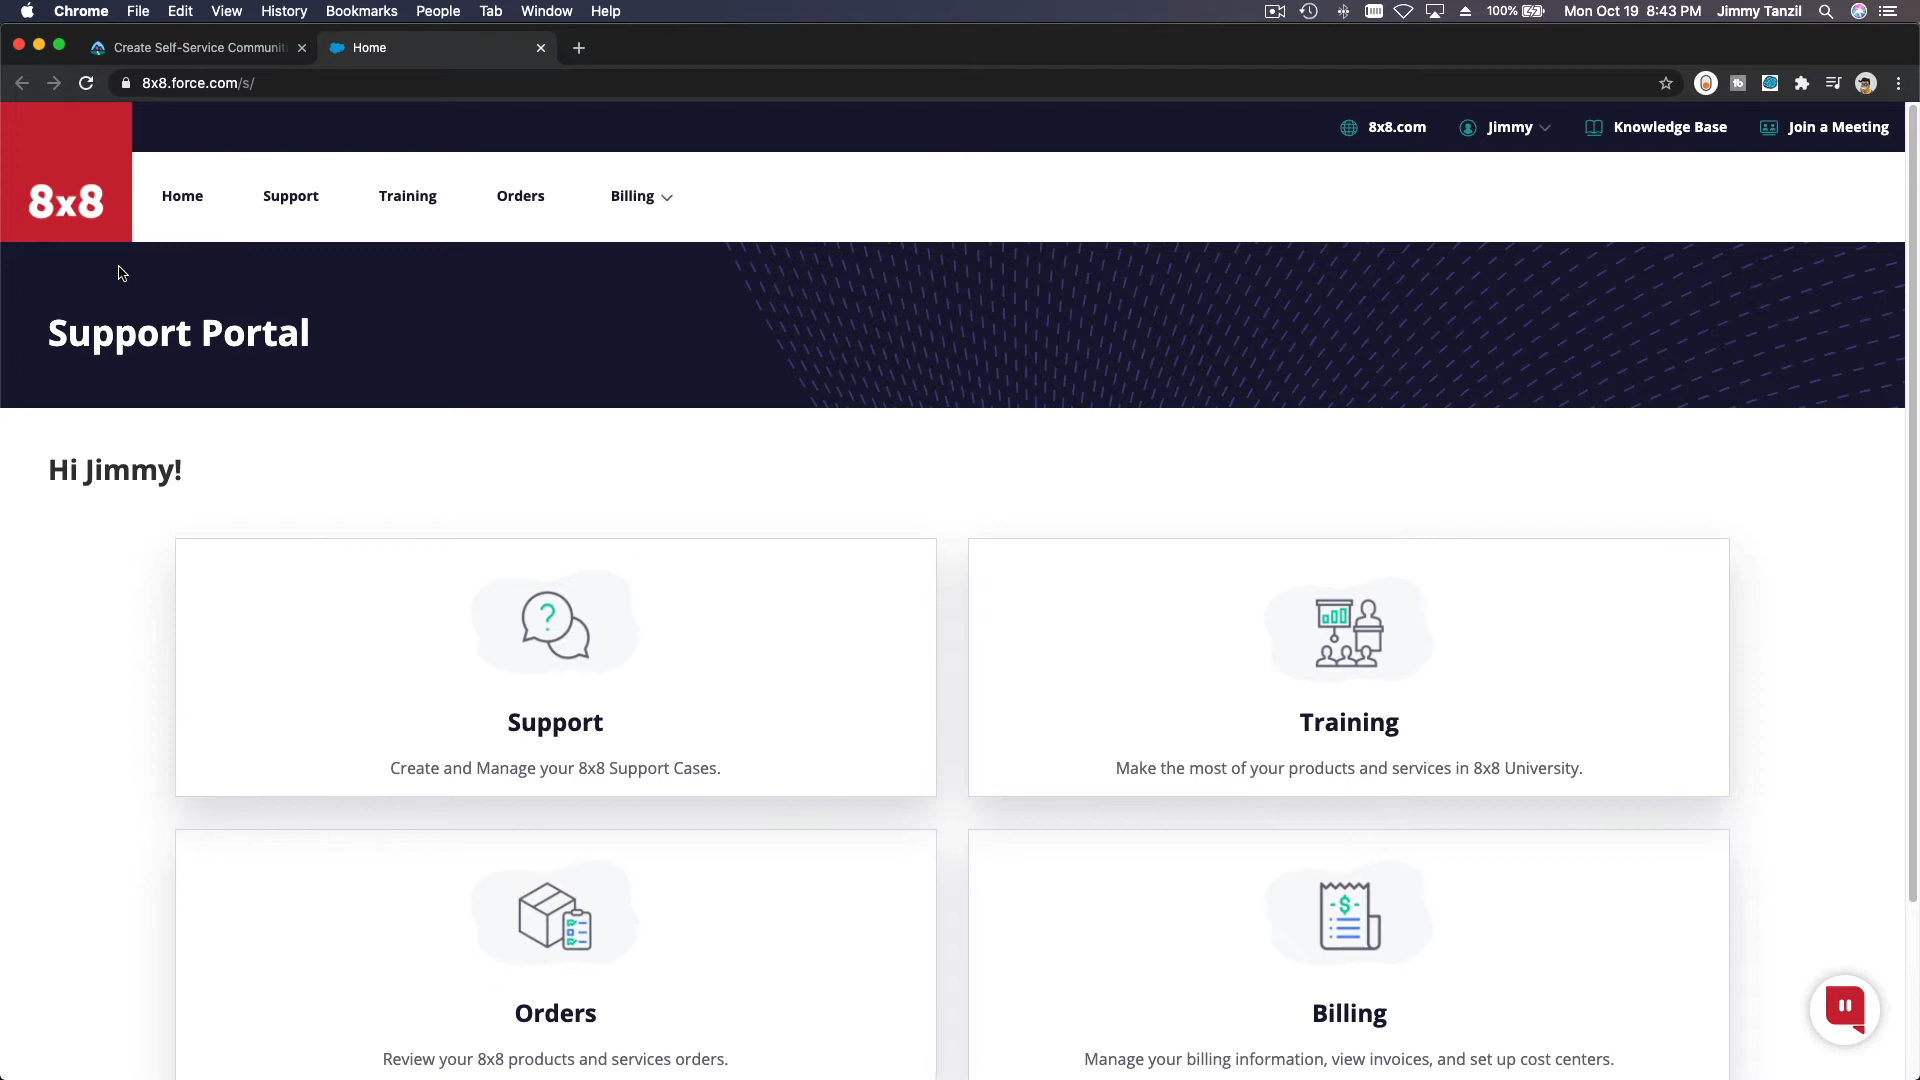 Chrome File Edit View History Bookmarks People Tab Window Help 100% Mon Oct 19 8:43 PM Jimmy Tanzil
Create Self-Service Communit Home
8x8.force.com/s/ tb
8x8.com Jimmy Knowledge Base Join a Meeting
8x8 Home Support Training Orders Billing
Support Portal
Hi Jimmy!
?
Support
Create and Manage your 8x8 Support Cases.
Training
Make the most of your products and services in 8x8 University.
Orders
Review your 8x8 products and services orders.
-$-
Billing
Manage your billing information, view invoices, and set up cost centers.